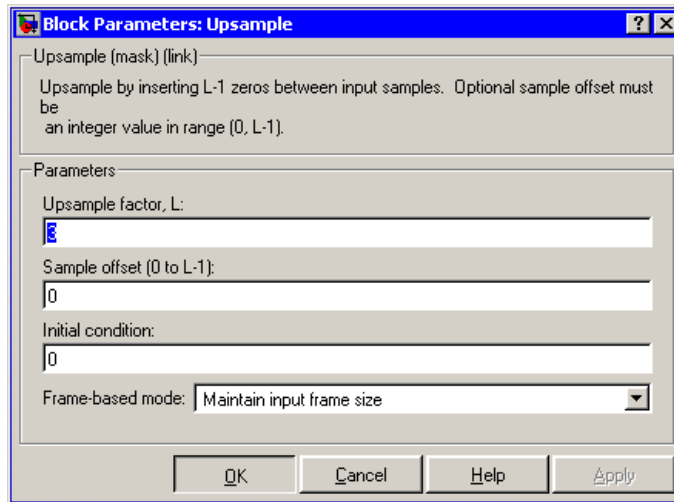 Block Parameters: Upsample
Upsample (mask) (link)
Upsample by inserting L-1 zeros between input samples. Optional sample offset must
be
an integer value in range (0, L-1).
Parameters
Upsample factor, L:
3
Sample offset (0 to L-1):
0
Initial condition:
0
Frame-based mode: Maintain input frame size
OK Cancel Help Apply